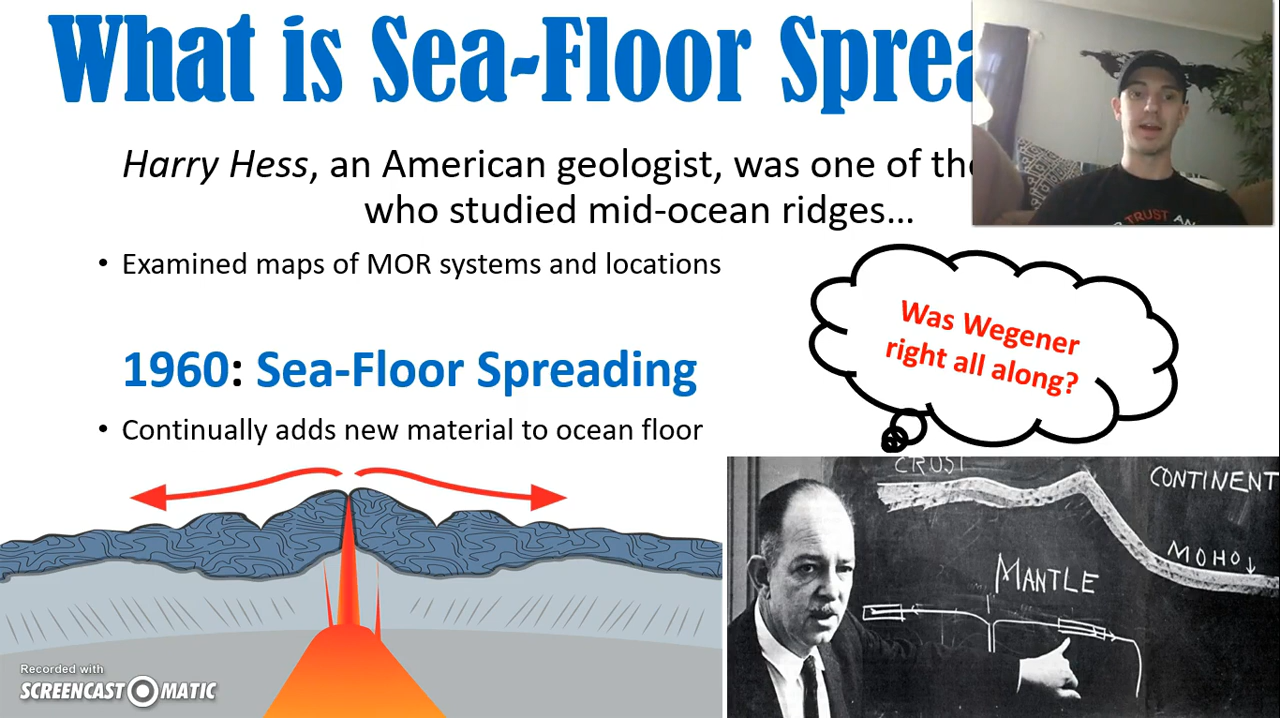 What is Sea-Floor Sprea
Harry Hess, an American geologist, was one of the
who studied mid-ocean ridges…
• Examined maps of MOR systems and locations
Was Wegener
right all along?
1960: Sea-Floor Spreading
• Continually adds new material to ocean floor
CRUST
CONTINENT
MOHO
MANTLE
TRUST AN
Recorded with
SCREENCAST-O-MATIC